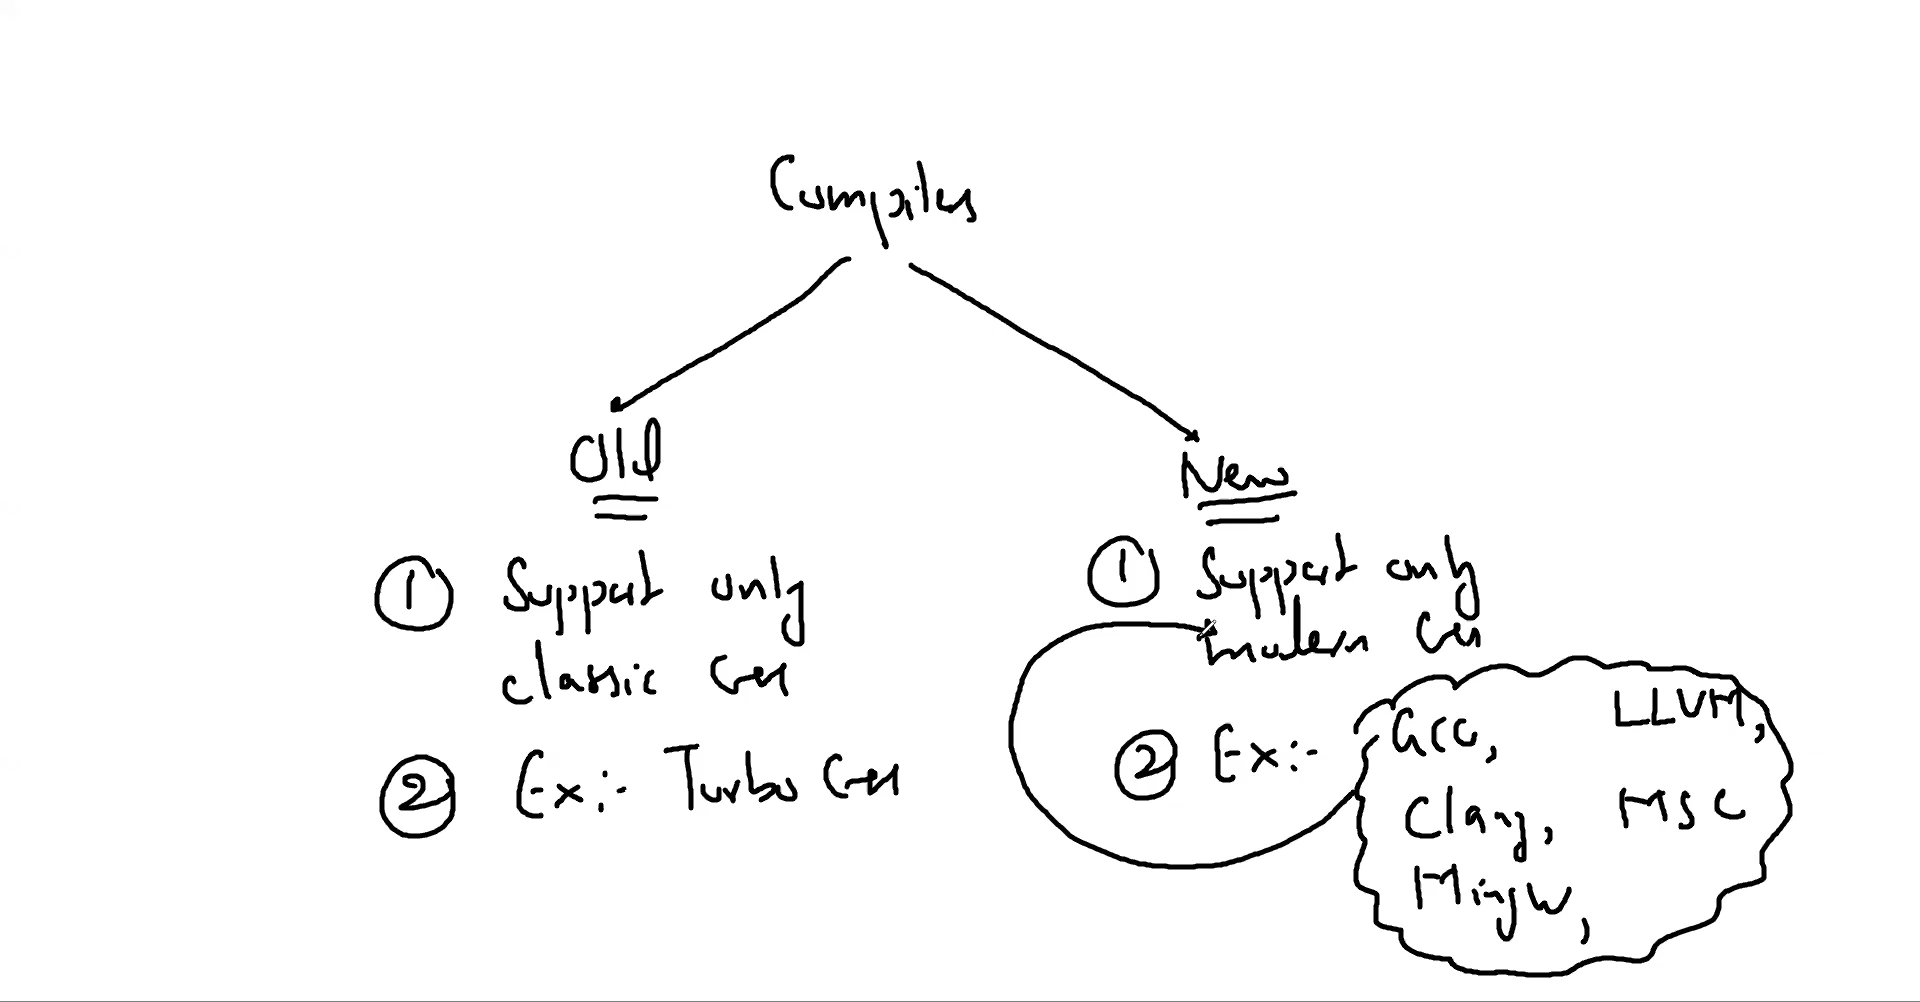 Compilers
Old
① Support only
classic C++
② Ex:- Turbo C++
New
① Support only
modern C++
② Ex:- GCC, LLVM,
Clang, MSC
MingW,